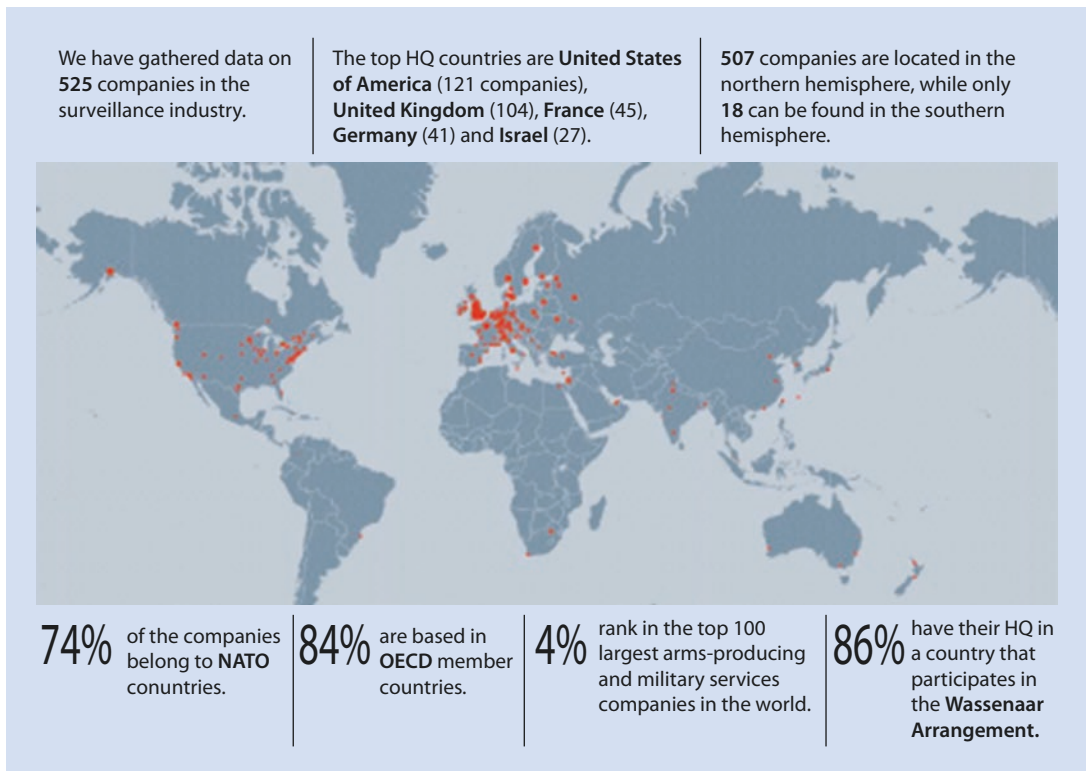 We have gathered data on
525 companies in the
surveillance industry.
The top HQ countries are United States
of America (121 companies),
United Kingdom (104), France (45),
Germany (41) and Israel (27).
507 companies are located in the
northern hemisphere, while only
18 can be found in the southern
hemisphere.
74% of the companies
belong to NATO
conuntries.
84% are based in
OECD member
countries.
4% rank in the top 100
largest arms-producing
and military services
companies in the world.
86% have their HQ in
a country that
participates in
the Wassenaar
Arrangement.